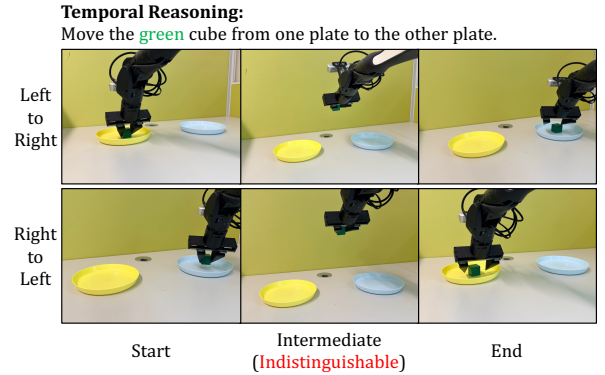 Temporal Reasoning:
Move the green cube from one plate to the other plate.
Left
to
Right
Right
to
Left
Start
Intermediate
(Indistinguishable)
End